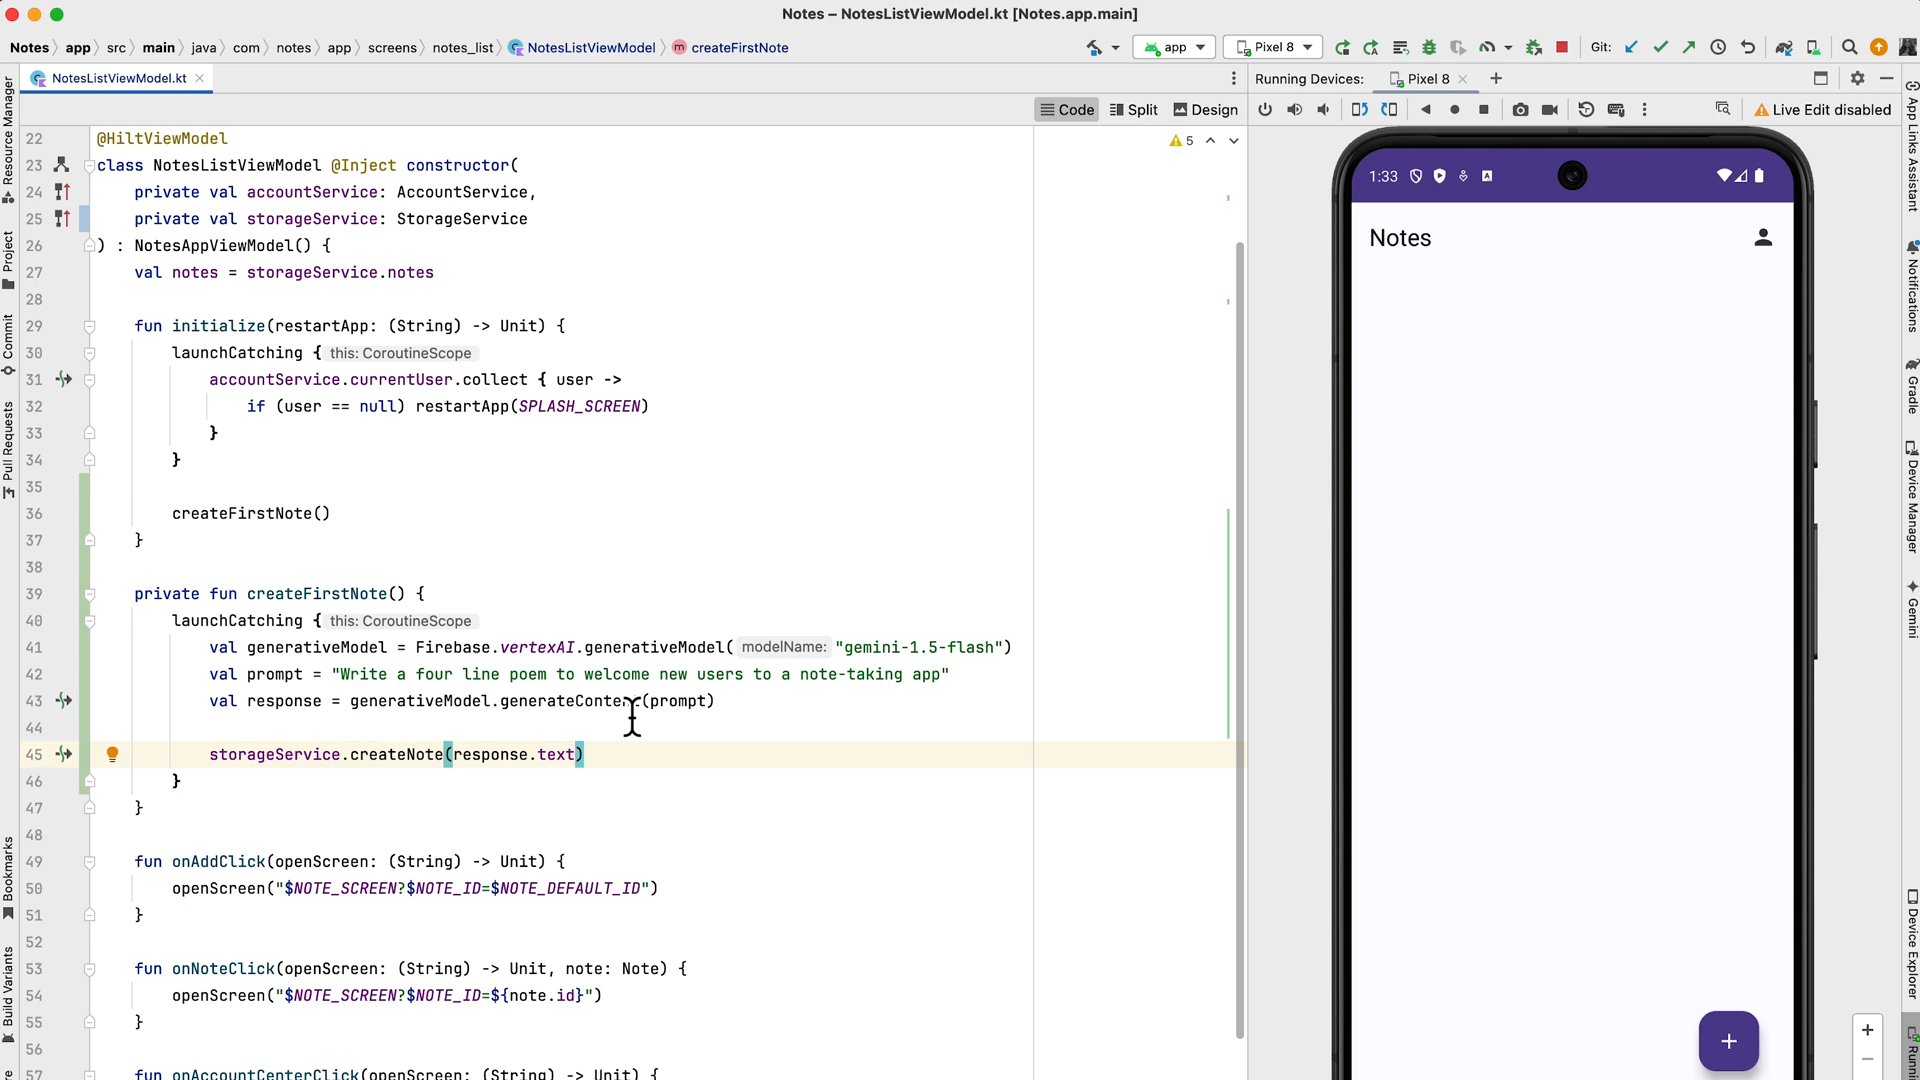 Notes – NotesListViewModel.kt [Notes.app.main]
Notes app src main java com notes app screens notes_list NotesListViewModel createFirstNote
app
Pixel 8
Git:
NotesListViewModel.kt
Running Devices:
Pixel 8
Code
Split
Design
Live Edit disabled
5
22 @HiltViewModel
23 class NotesListViewModel @Inject constructor(
24 private val accountService: AccountService,
25 private val storageService: StorageService
26 ) : NotesAppViewModel() {
27 val notes = storageService.notes
28
29 fun initialize(restartApp: (String) -> Unit) {
30 launchCatching { this: CoroutineScope
31 accountService.currentUser.collect { user ->
32 if (user == null) restartApp(SPLASH_SCREEN)
33 }
34 }
35
36 createFirstNote()
37 }
38
39 private fun createFirstNote() {
40 launchCatching { this: CoroutineScope
41 val generativeModel = Firebase.vertexAI.generativeModel( modelName: "gemini-1.5-flash")
42 val prompt = "Write a four line poem to welcome new users to a note-taking app"
43 val response = generativeModel.generateContent(prompt)
44
45 storageService.createNote(response.text)
46 }
47 }
48
49 fun onAddClick(openScreen: (String) -> Unit) {
50 openScreen("$NOTE_SCREEN?$NOTE_ID=$NOTE_DEFAULT_ID")
51 }
52
53 fun onNoteClick(openScreen: (String) -> Unit, note: Note) {
54 openScreen("$NOTE_SCREEN?$NOTE_ID=${note.id}")
55 }
56
57 fun onAccountCenterClick(openScreen: (String) -> Unit) {
Resource Manager
Project
Commit
Pull Requests
Bookmarks
Build Variants
1:33
Notes
+
+
−
App Links Assistant
Notifications
Gradle
Device Manager
Gemini
Device Explorer